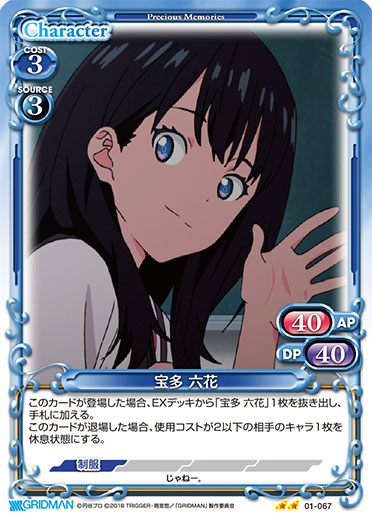 Precious Memories
Character
COST
3
SOURCE
3
40 AP
DP 40
宝多 六花
このカードが登場した場合、EXデッキから「宝多 六花」1枚を抜き出し、
手札に加える。
このカードが退場した場合、使用コストが2以下の相手のキャラ1枚を
休息状態にする。
制服
じゃねー。
GRIDMAN
©円谷プロ ©2018 TRIGGER・雨宮哲/「GRIDMAN」製作委員会
01-067